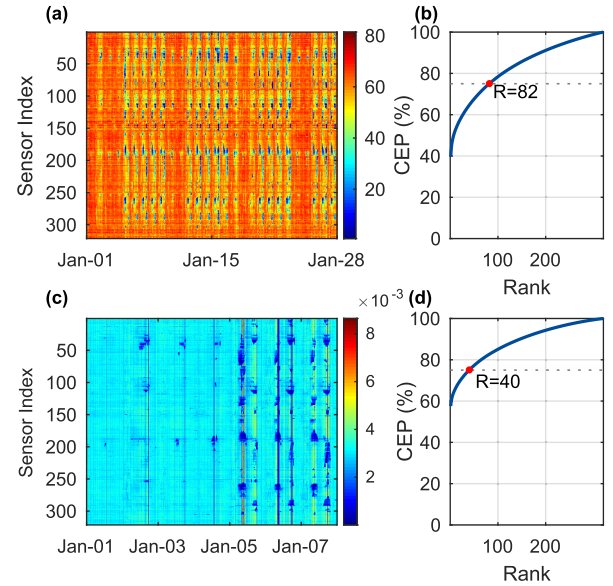 (a)
50
100
150
200
250
300
Sensor Index
Jan-01
Jan-15
Jan-28
80
60
40
20
(b)
100
80
60
40
20
0
CEP (%)
R=82
100
200
Rank
(c)
× 10⁻³
50
100
150
200
250
300
Sensor Index
Jan-01
Jan-03
Jan-05
Jan-07
8
6
4
2
(d)
100
80
60
40
20
0
CEP (%)
R=40
100
200
Rank